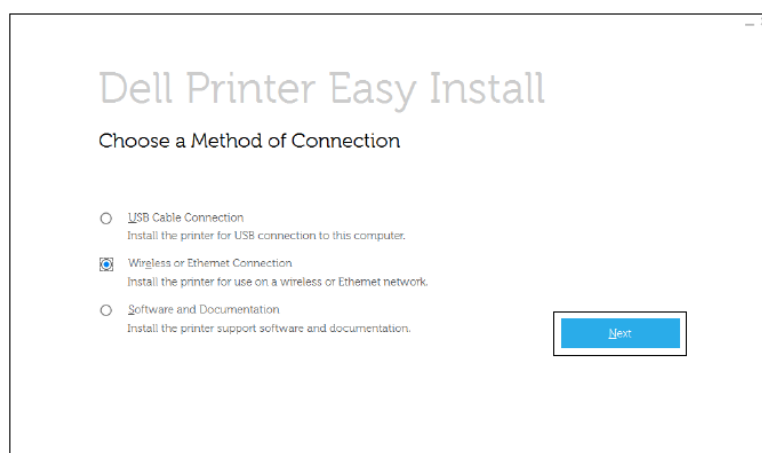 Dell Printer Easy Install
Choose a Method of Connection
USB Cable Connection
Install the printer for USB connection to this computer.
Wireless or Ethernet Connection
Install the printer for use on a wireless or Ethernet network.
Software and Documentation
Install the printer support software and documentation.
Next